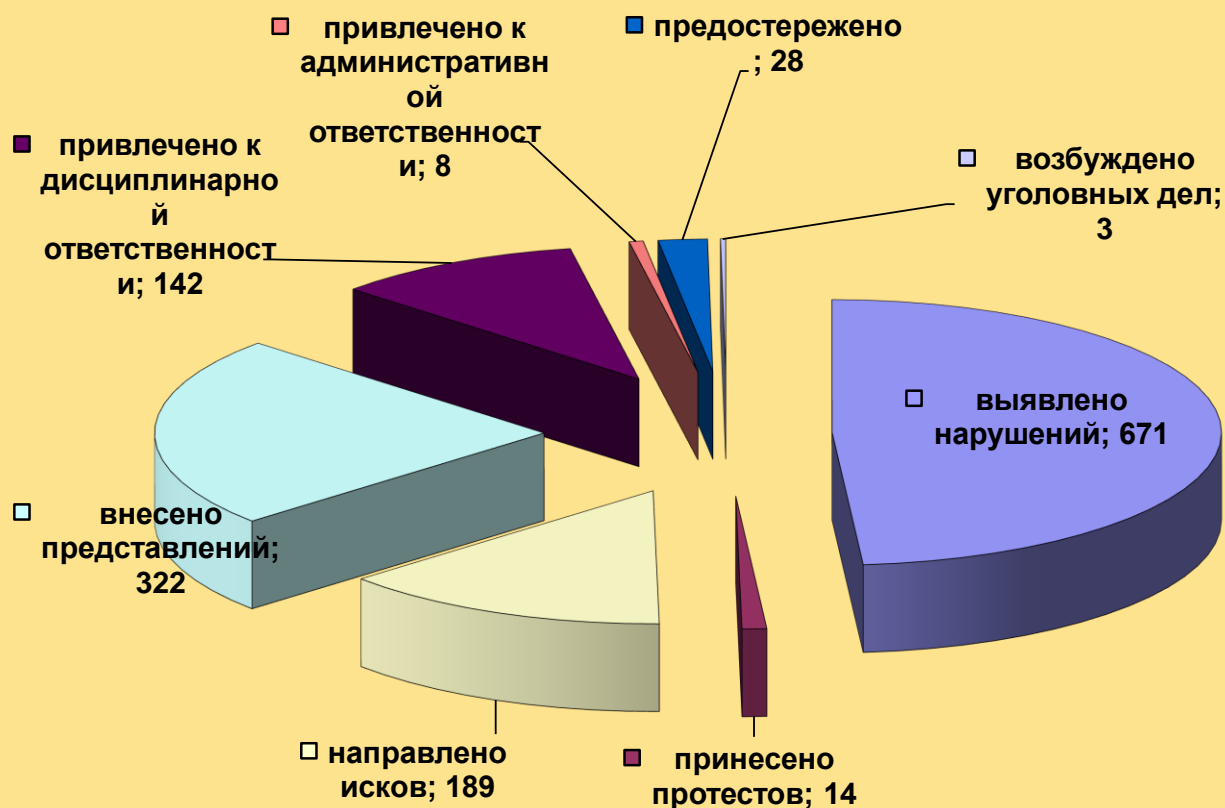 привлечено к
административн
ой
ответственност
и; 8
предостережено
; 28
привлечено к
дисциплинарно
й
ответственност
и; 142
возбуждено
уголовных дел;
3
выявлено
нарушений; 671
внесено
представлений;
322
направлено
исков; 189
принесено
протестов; 14